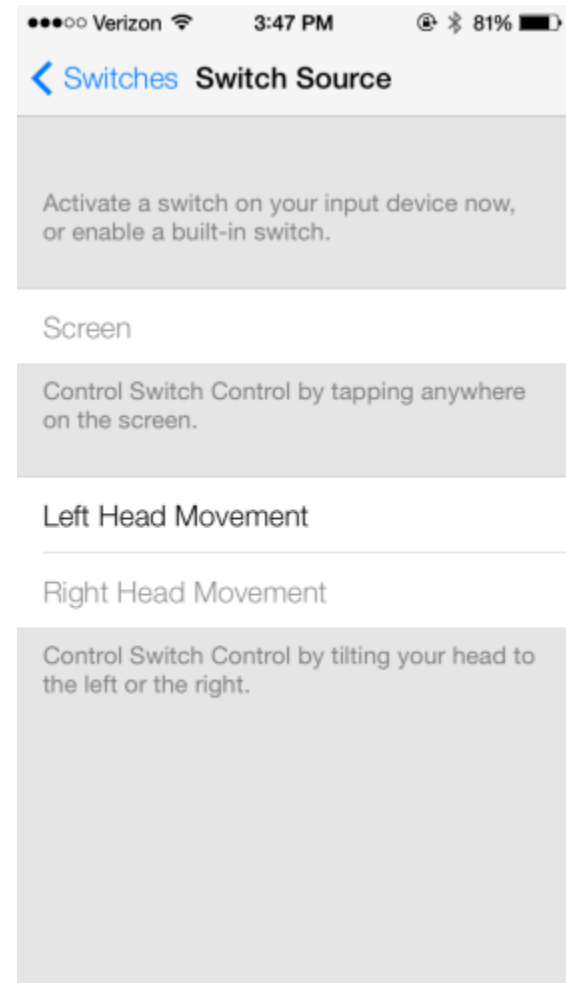 Verizon 3:47 PM 81%
Switches Switch Source
Activate a switch on your input device now,
or enable a built-in switch.
Screen
Control Switch Control by tapping anywhere
on the screen.
Left Head Movement
Right Head Movement
Control Switch Control by tilting your head to
the left or the right.